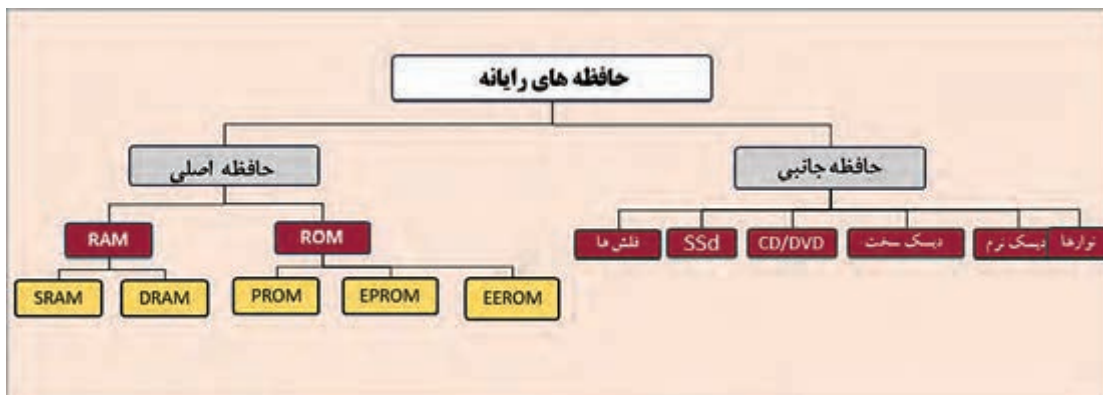 حافظه های رایانه
حافظه جانبی
حافظه اصلی
نوارها
دیسک نرم
دیسک سخت
CD/DVD
SSd
فلش ها
RAM
ROM
SRAM
DRAM
PROM
EPROM
EEROM